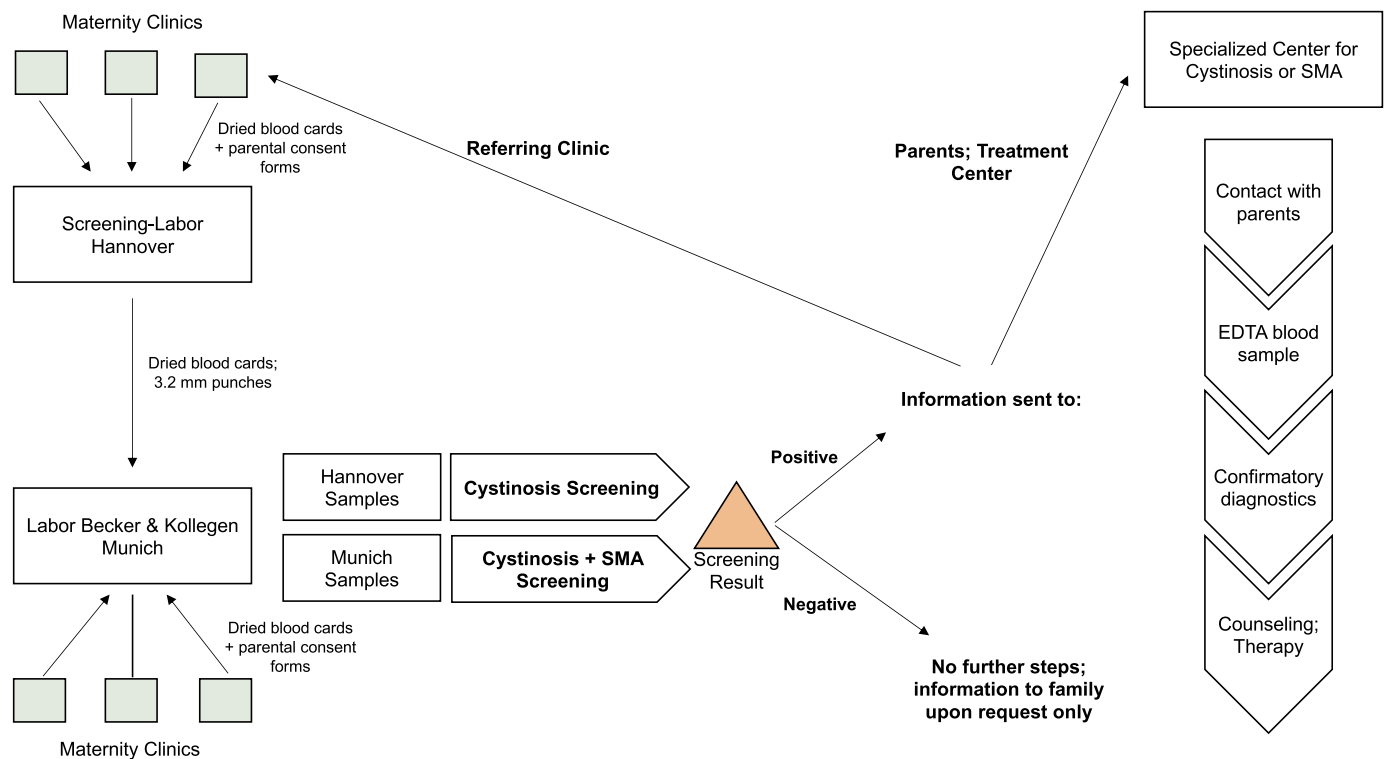 Maternity Clinics
Dried blood cards
+ parental consent
forms
Screening-Labor
Hannover
Dried blood cards;
3.2 mm punches
Labor Becker & Kollegen
Munich
Dried blood cards
+ parental consent
forms
Maternity Clinics
Hannover
Samples
Cystinosis Screening
Munich
Samples
Cystinosis + SMA
Screening
Screening
Result
Positive
Negative
Information sent to:
No further steps;
information to family
upon request only
Referring Clinic
Parents; Treatment
Center
Specialized Center for
Cystinosis or SMA
Contact with
parents
EDTA blood
sample
Confirmatory
diagnostics
Counseling;
Therapy